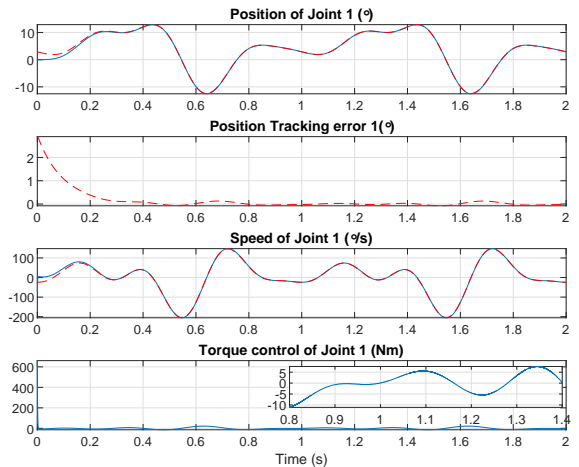 Position of Joint 1 (°)
10
0
-10
0 0.2 0.4 0.6 0.8 1 1.2 1.4 1.6 1.8 2
Position Tracking error 1(°)
2
1
0
0 0.2 0.4 0.6 0.8 1 1.2 1.4 1.6 1.8 2
Speed of Joint 1 (°/s)
100
0
-100
-200
0 0.2 0.4 0.6 0.8 1 1.2 1.4 1.6 1.8 2
Torque control of Joint 1 (Nm)
600
400
200
0
5
0
-5
-10
0.8 0.9 1 1.1 1.2 1.3 1.4
0 0.2 0.4 0.6 0.8 1 1.2 1.4 1.6 1.8 2
Time (s)